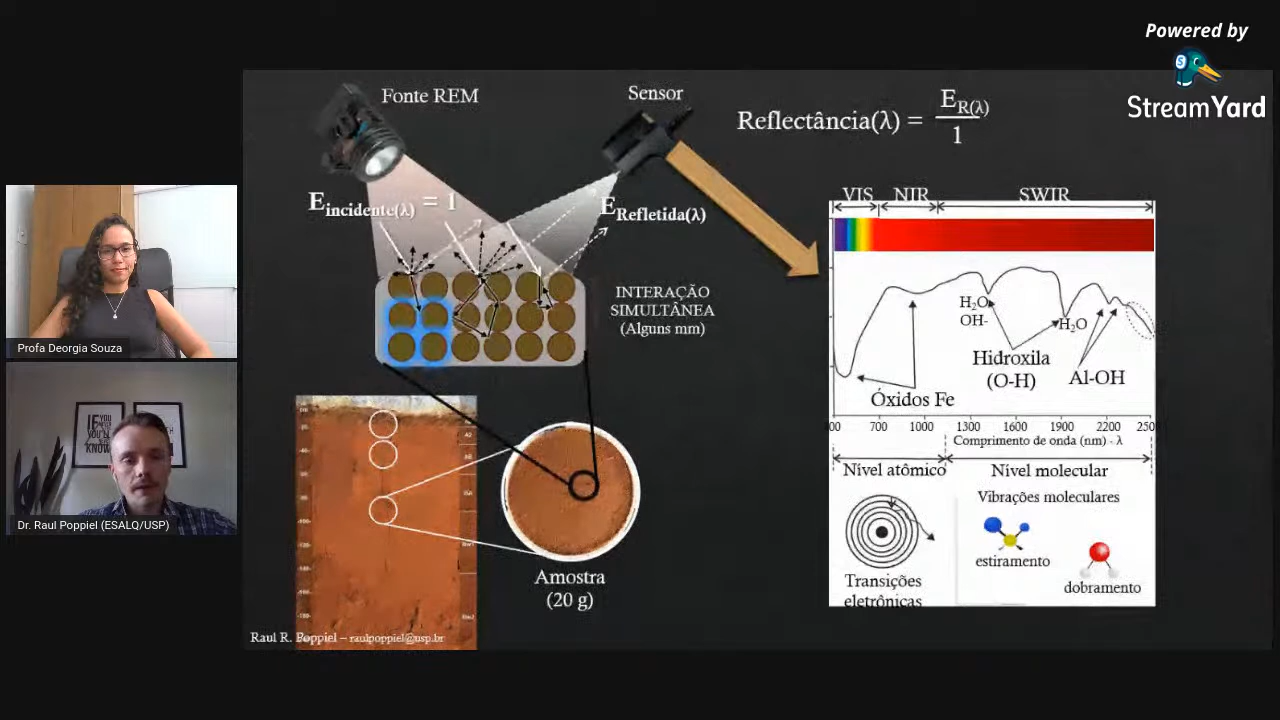 Powered by
StreamYard
Fonte REM
Sensor
Reflectância(λ) = E_R(λ) / 1
E_incidente(λ) = 1
E_Refletida(λ)
INTERAÇÃO
SIMULTÂNEA
(Alguns mm)
VIS NIR SWIR
H₂O
OH-
H₂O
Hidroxila
(O-H)
Al-OH
Óxidos Fe
700 1000 1300 1600 1900 2200
Comprimento de onda (nm) - λ
Nível atômico
Nível molecular
Vibrações moleculares
estiramento
dobramento
Transições
eletrônicas
Amostra
(20 g)
Raul R. Poppiel – raulpoppiel@usp.br
Profa Deorgia Souza
IF YOU
KNOW
Dr. Raul Poppiel (ESALQ/USP)